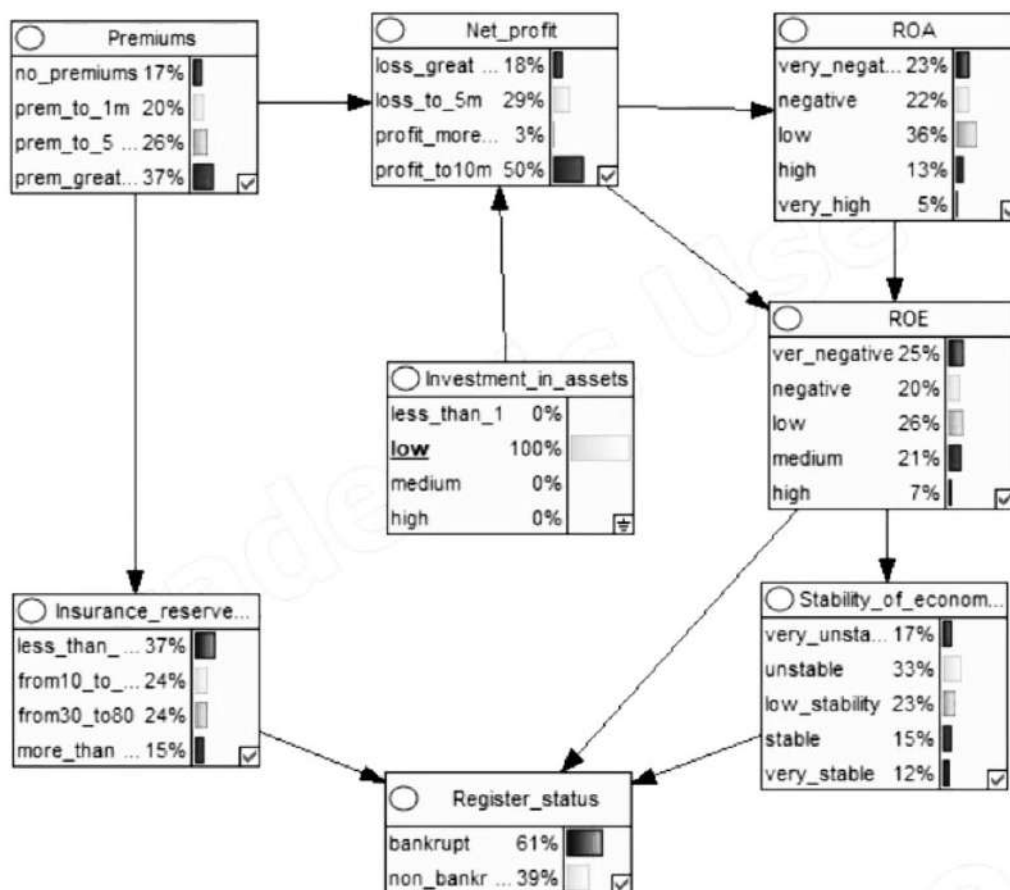 Premiums
no_premiums 17%
prem_to_1m 20%
prem_to_5 ... 26%
prem_great... 37%
Net_profit
loss_great ... 18%
loss_to_5m 29%
profit_more... 3%
profit_to10m 50%
ROA
very_negat... 23%
negative 22%
low 36%
high 13%
very_high 5%
ROE
ver_negative 25%
negative 20%
low 26%
medium 21%
high 7%
Investment_in_assets
less_than_1 0%
low 100%
medium 0%
high 0%
Insurance_reserve...
less_than_ ... 37%
from10_to_... 24%
from30_to80 24%
more_than ... 15%
Stability_of_econom...
very_unsta... 17%
unstable 33%
low_stability 23%
stable 15%
very_stable 12%
Register_status
bankrupt 61%
non_bankr ... 39%